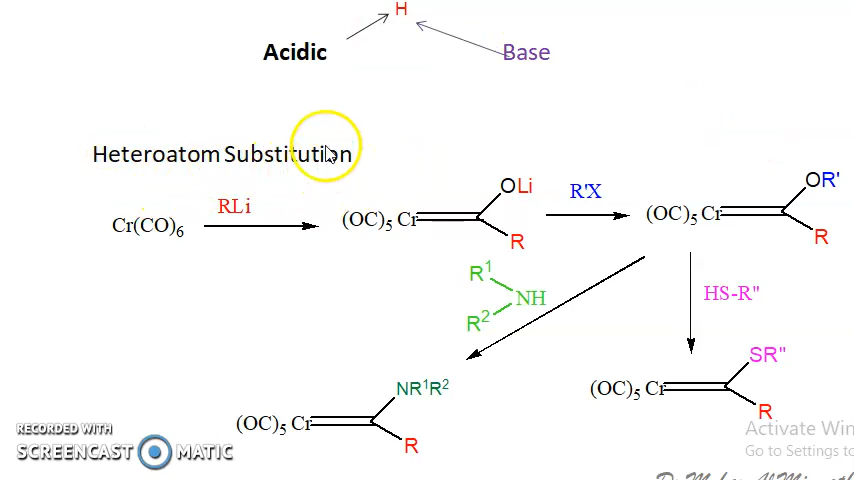 H
Acidic
Base
Heteroatom Substitution
Cr(CO)6
RLi
(OC)5 Cr
OLi
R
R'X
(OC)5 Cr
OR'
R
R1
R2
NH
HS-R"
(OC)5 Cr
NR1R2
R
(OC)5 Cr
SR"
R
RECORDED WITH
SCREENCAST MATIC
Activate Win
Go to Settings to